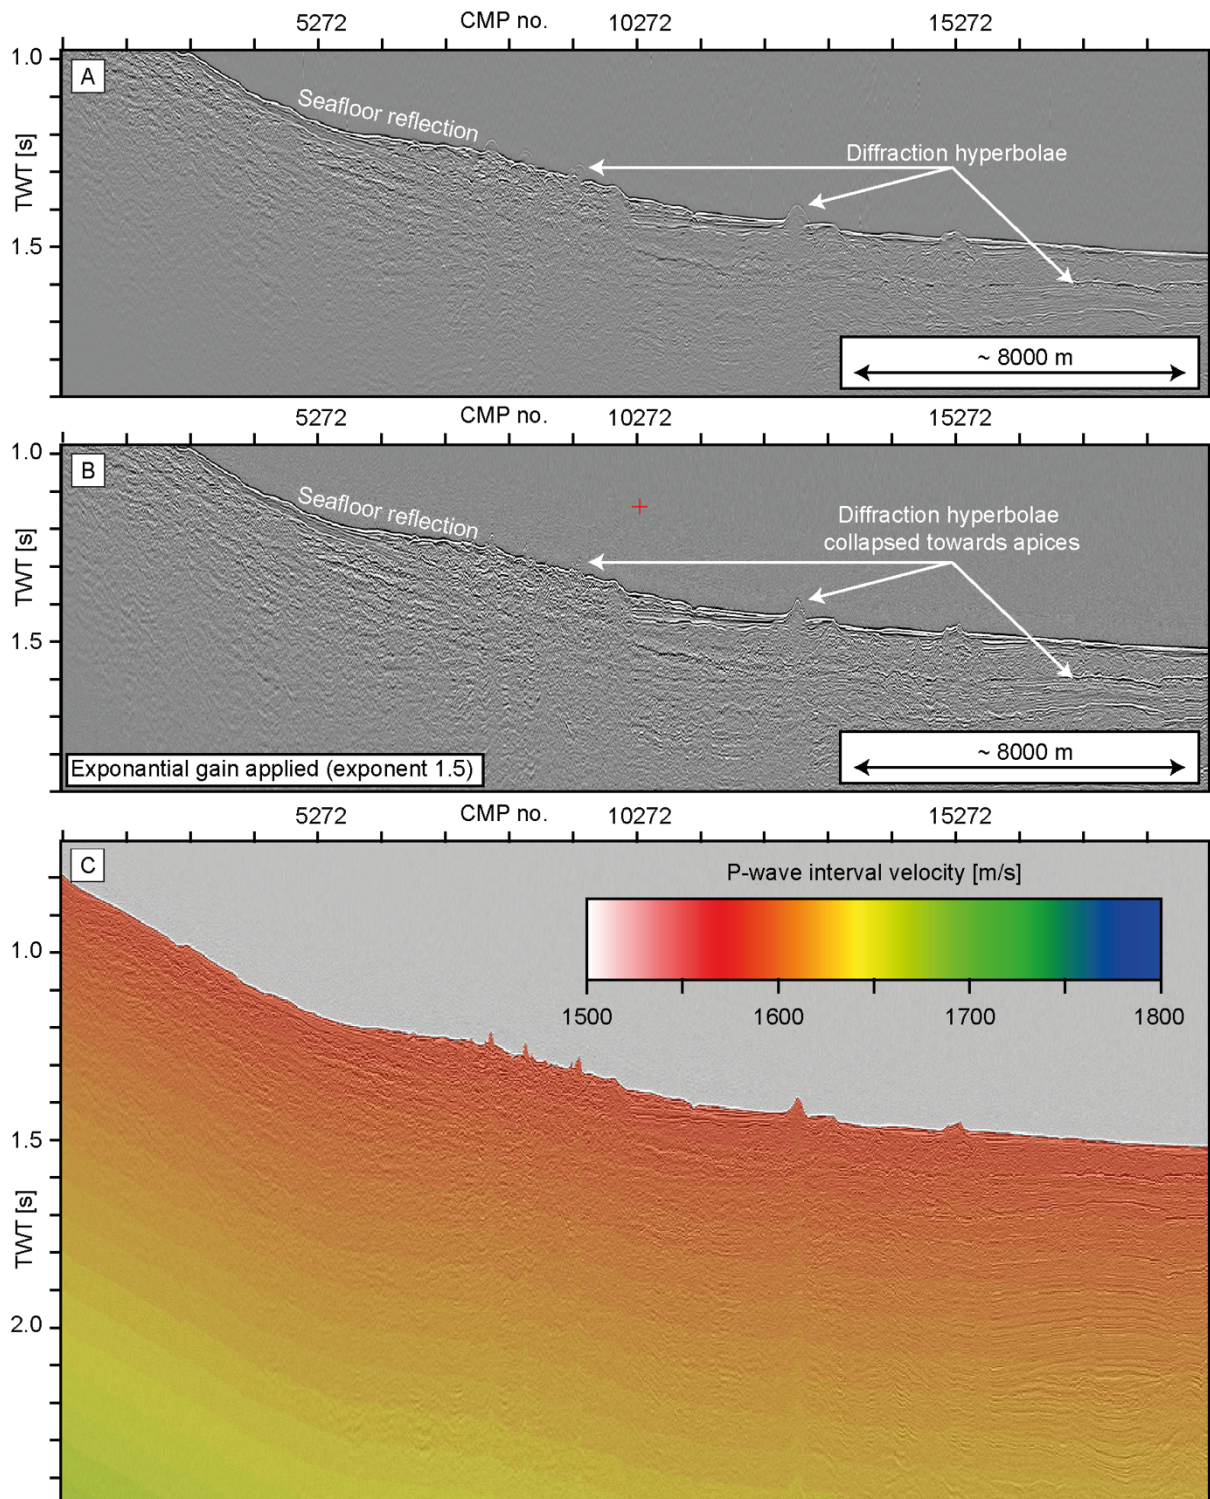 5272 CMP no. 10272 15272
A
1.0
Seafloor reflection
Diffraction hyperbolae
TWT [s]
1.5
~ 8000 m
5272 CMP no. 10272 15272
B
1.0
Seafloor reflection
Diffraction hyperbolae
collapsed towards apices
TWT [s]
1.5
~ 8000 m
Exponantial gain applied (exponent 1.5)
5272 CMP no. 10272 15272
C
P-wave interval velocity [m/s]
1.0
1500 1600 1700 1800
1.5
TWT [s]
2.0